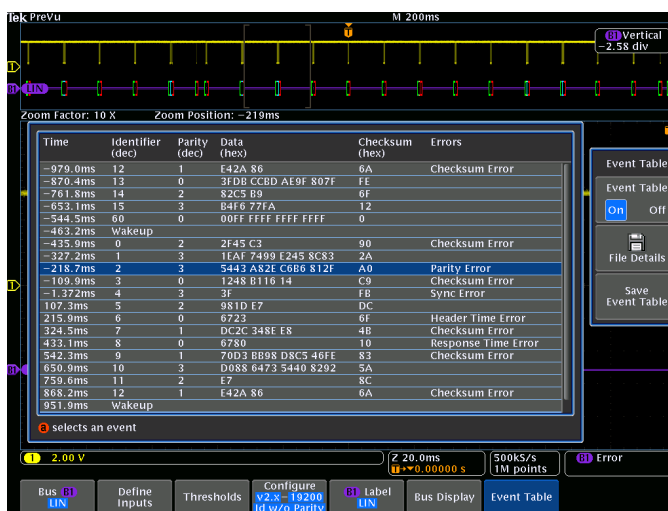 Tek PreVu M 200ms
B1 Vertical
−2.58 div
1
B1 LIN
Zoom Factor: 10 X Zoom Position: −219ms
Time Identifier (dec) Parity (dec) Data (hex) Checksum (hex) Errors
−979.0ms 12 1 E42A 86 6A Checksum Error
−870.4ms 13 0 3FDB CCBD AE9F 807F FE
−761.8ms 14 2 82C5 B9 6F
−653.1ms 15 3 B4F6 77FA 12
−544.5ms 60 0 00FF FFFF FFFF FFFF 0
−463.2ms Wakeup
−435.9ms 0 2 2F45 C3 90 Checksum Error
−327.2ms 1 3 1EAF 7499 E245 8C83 2A
−218.7ms 2 3 5443 A82E C6B6 812F A0 Parity Error
−109.9ms 3 0 1248 B116 14 C9 Checksum Error
−1.372ms 4 3 3F FB Sync Error
107.3ms 5 2 981D E7 DC
215.9ms 6 0 6723 6F Header Time Error
324.5ms 7 1 DC2C 348E E8 4B Checksum Error
433.1ms 8 0 6780 10 Response Time Error
542.3ms 9 1 70D3 BB98 D8C5 46FE 83 Checksum Error
650.9ms 10 3 D088 6473 5440 8292 5A
759.6ms 11 2 E7 8C
868.2ms 12 1 E42A 86 6A Checksum Error
951.9ms Wakeup
a selects an event
Event Table
Event Table
On Off
File Details
Save
Event Table
1
B1
1 2.00 V
Z 20.0ms
0.00000 s
500kS/s
1M points
B1 Error
Bus B1
LIN
Define
Inputs
Thresholds
Configure
v2.x−19200
Id w/o Parity
B1 Label
LIN
Bus Display
Event Table